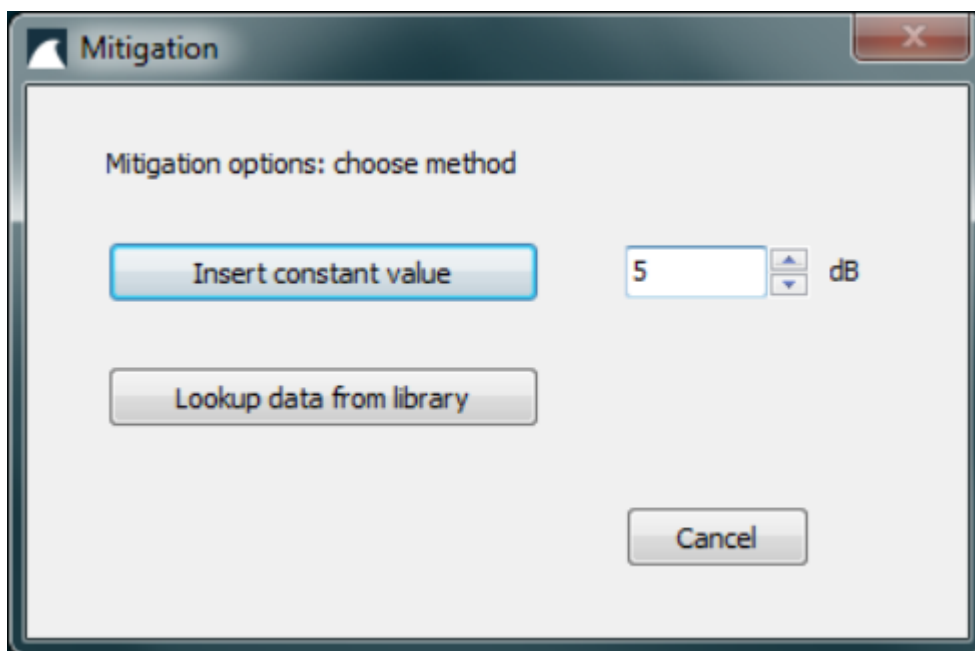 Mitigation
Mitigation options: choose method
Insert constant value 5 dB
Lookup data from library
Cancel